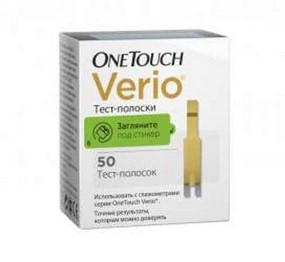 ONETOUCH
Verio®
Тест-полоски
Загляните
под стикер
50
Тест-полосок
Использовать с глюкометрами
серии OneTouch Verio®.
Точные результаты,
которым можно доверять